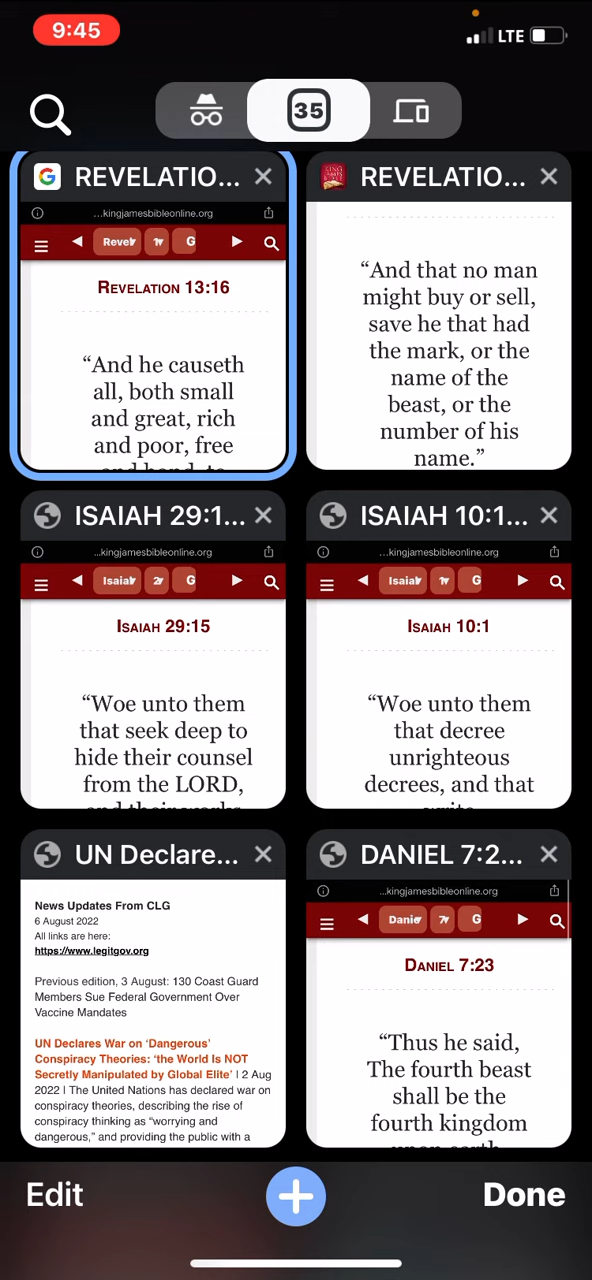 9:45
LTE
35
REVELATIO...
...kingjamesbibleonline.org
G
REVELATION 13:16
“And he causeth
all, both small
and great, rich
and poor, free
and bond, to
REVELATIO...
“And that no man
might buy or sell,
save he that had
the mark, or the
name of the
beast, or the
number of his
name.”
ISAIAH 29:1...
...kingjamesbibleonline.org
G
ISAIAH 29:15
“Woe unto them
that seek deep to
hide their counsel
from the LORD,
and their works
ISAIAH 10:1...
...kingjamesbibleonline.org
G
ISAIAH 10:1
“Woe unto them
that decree
unrighteous
decrees, and that
write
UN Declare...
News Updates From CLG
6 August 2022
All links are here:
https://www.legitgov.org
Previous edition, 3 August: 130 Coast Guard
Members Sue Federal Government Over
Vaccine Mandates
UN Declares War on ‘Dangerous’
Conspiracy Theories: ‘the World Is NOT
Secretly Manipulated by Global Elite’ | 2 Aug
2022 | The United Nations has declared war on
conspiracy theories, describing the rise of
conspiracy thinking as “worrying and
dangerous,” and providing the public with a
DANIEL 7:2...
...kingjamesbibleonline.org
G
DANIEL 7:23
“Thus he said,
The fourth beast
shall be the
fourth kingdom
upon earth
Edit
Done